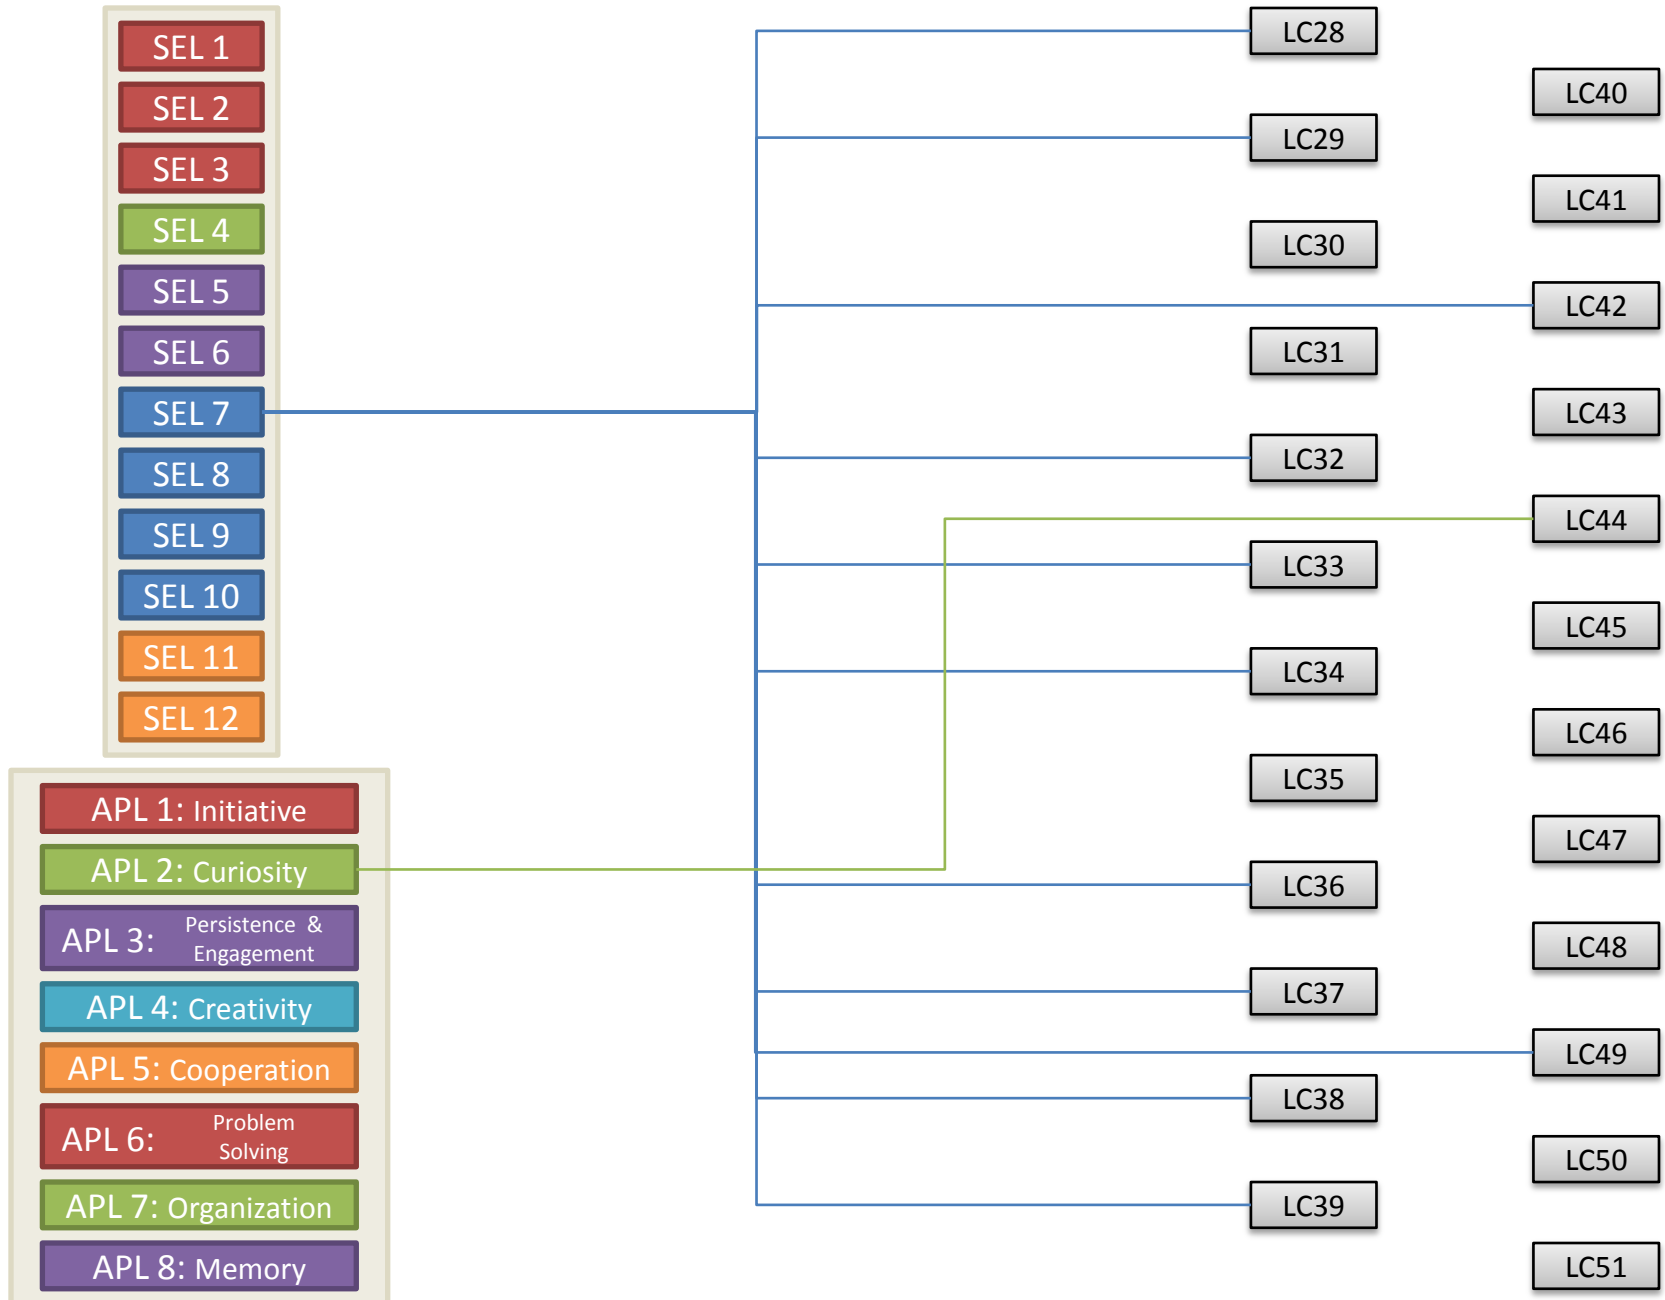 SEL 1
SEL 2
SEL 3
SEL 4
SEL 5
SEL 6
SEL 7
SEL 8
SEL 9
SEL 10
SEL 11
SEL 12
APL 1: Initiative
APL 2: Curiosity
APL 3: Persistence &
Engagement
APL 4: Creativity
APL 5: Cooperation
APL 6: Problem
Solving
APL 7: Organization
APL 8: Memory
LC28
LC29
LC30
LC31
LC32
LC33
LC34
LC35
LC36
LC37
LC38
LC39
LC40
LC41
LC42
LC43
LC44
LC45
LC46
LC47
LC48
LC49
LC50
LC51